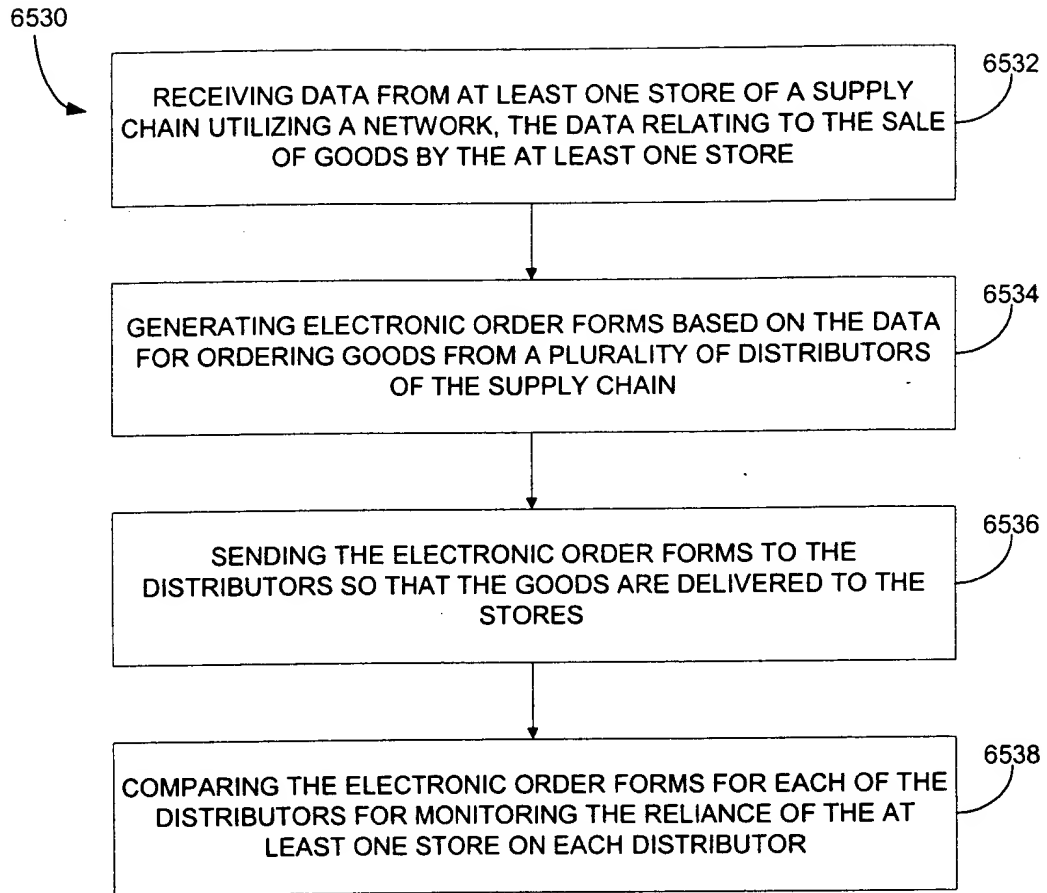 6530
6532
RECEIVING DATA FROM AT LEAST ONE STORE OF A SUPPLY
CHAIN UTILIZING A NETWORK, THE DATA RELATING TO THE SALE
OF GOODS BY THE AT LEAST ONE STORE
6534
GENERATING ELECTRONIC ORDER FORMS BASED ON THE DATA
FOR ORDERING GOODS FROM A PLURALITY OF DISTRIBUTORS
OF THE SUPPLY CHAIN
6536
SENDING THE ELECTRONIC ORDER FORMS TO THE
DISTRIBUTORS SO THAT THE GOODS ARE DELIVERED TO THE
STORES
6538
COMPARING THE ELECTRONIC ORDER FORMS FOR EACH OF THE
DISTRIBUTORS FOR MONITORING THE RELIANCE OF THE AT
LEAST ONE STORE ON EACH DISTRIBUTOR